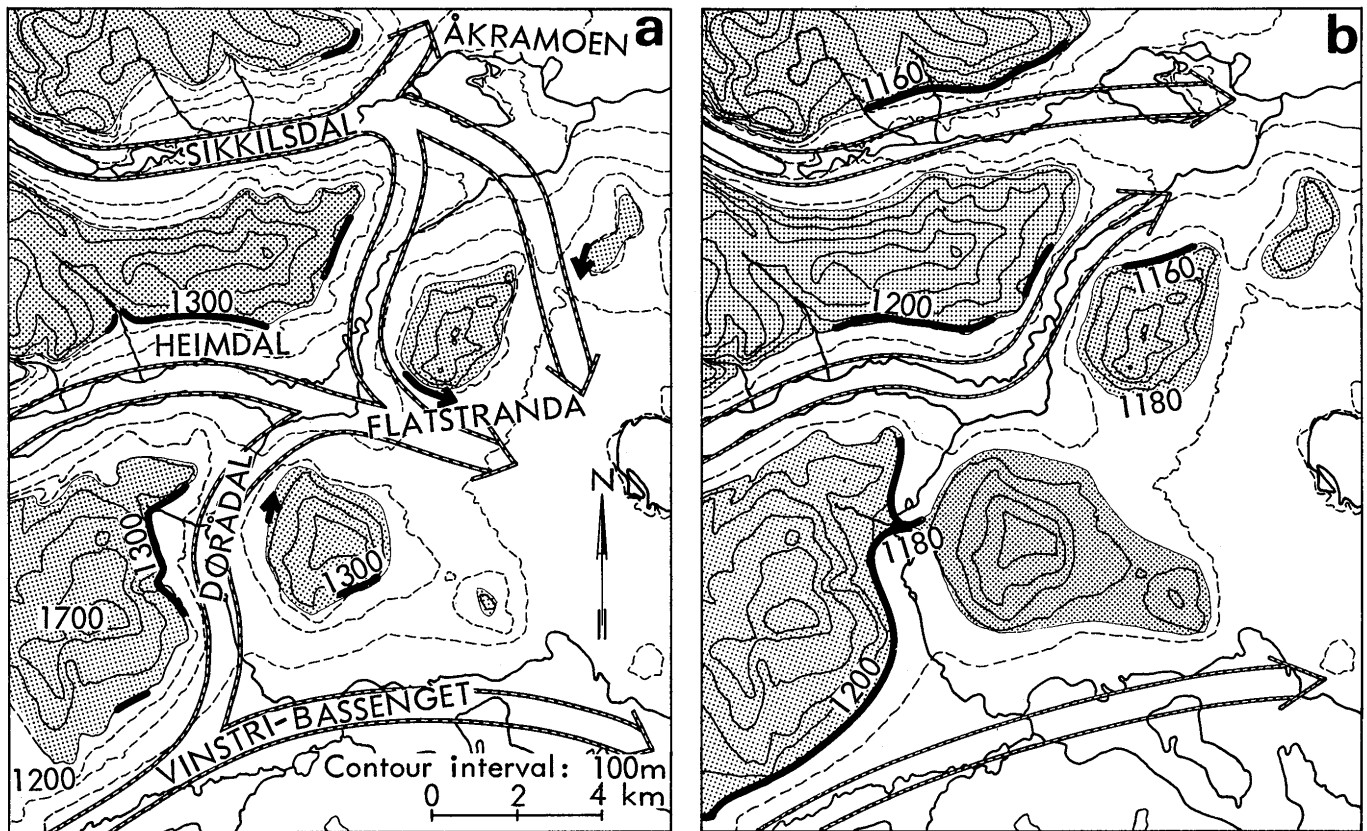 a
ÅKRAMOEN
SIKKILSDAL
1300
HEIMDAL
FLATSTRANDA
DØRÅDAL
1300
1300
N
1700
VINSTRI-BASSENGET
1200
Contour interval: 100m
0 2 4 km
b
1160
1160
1200
1180
1180
1200